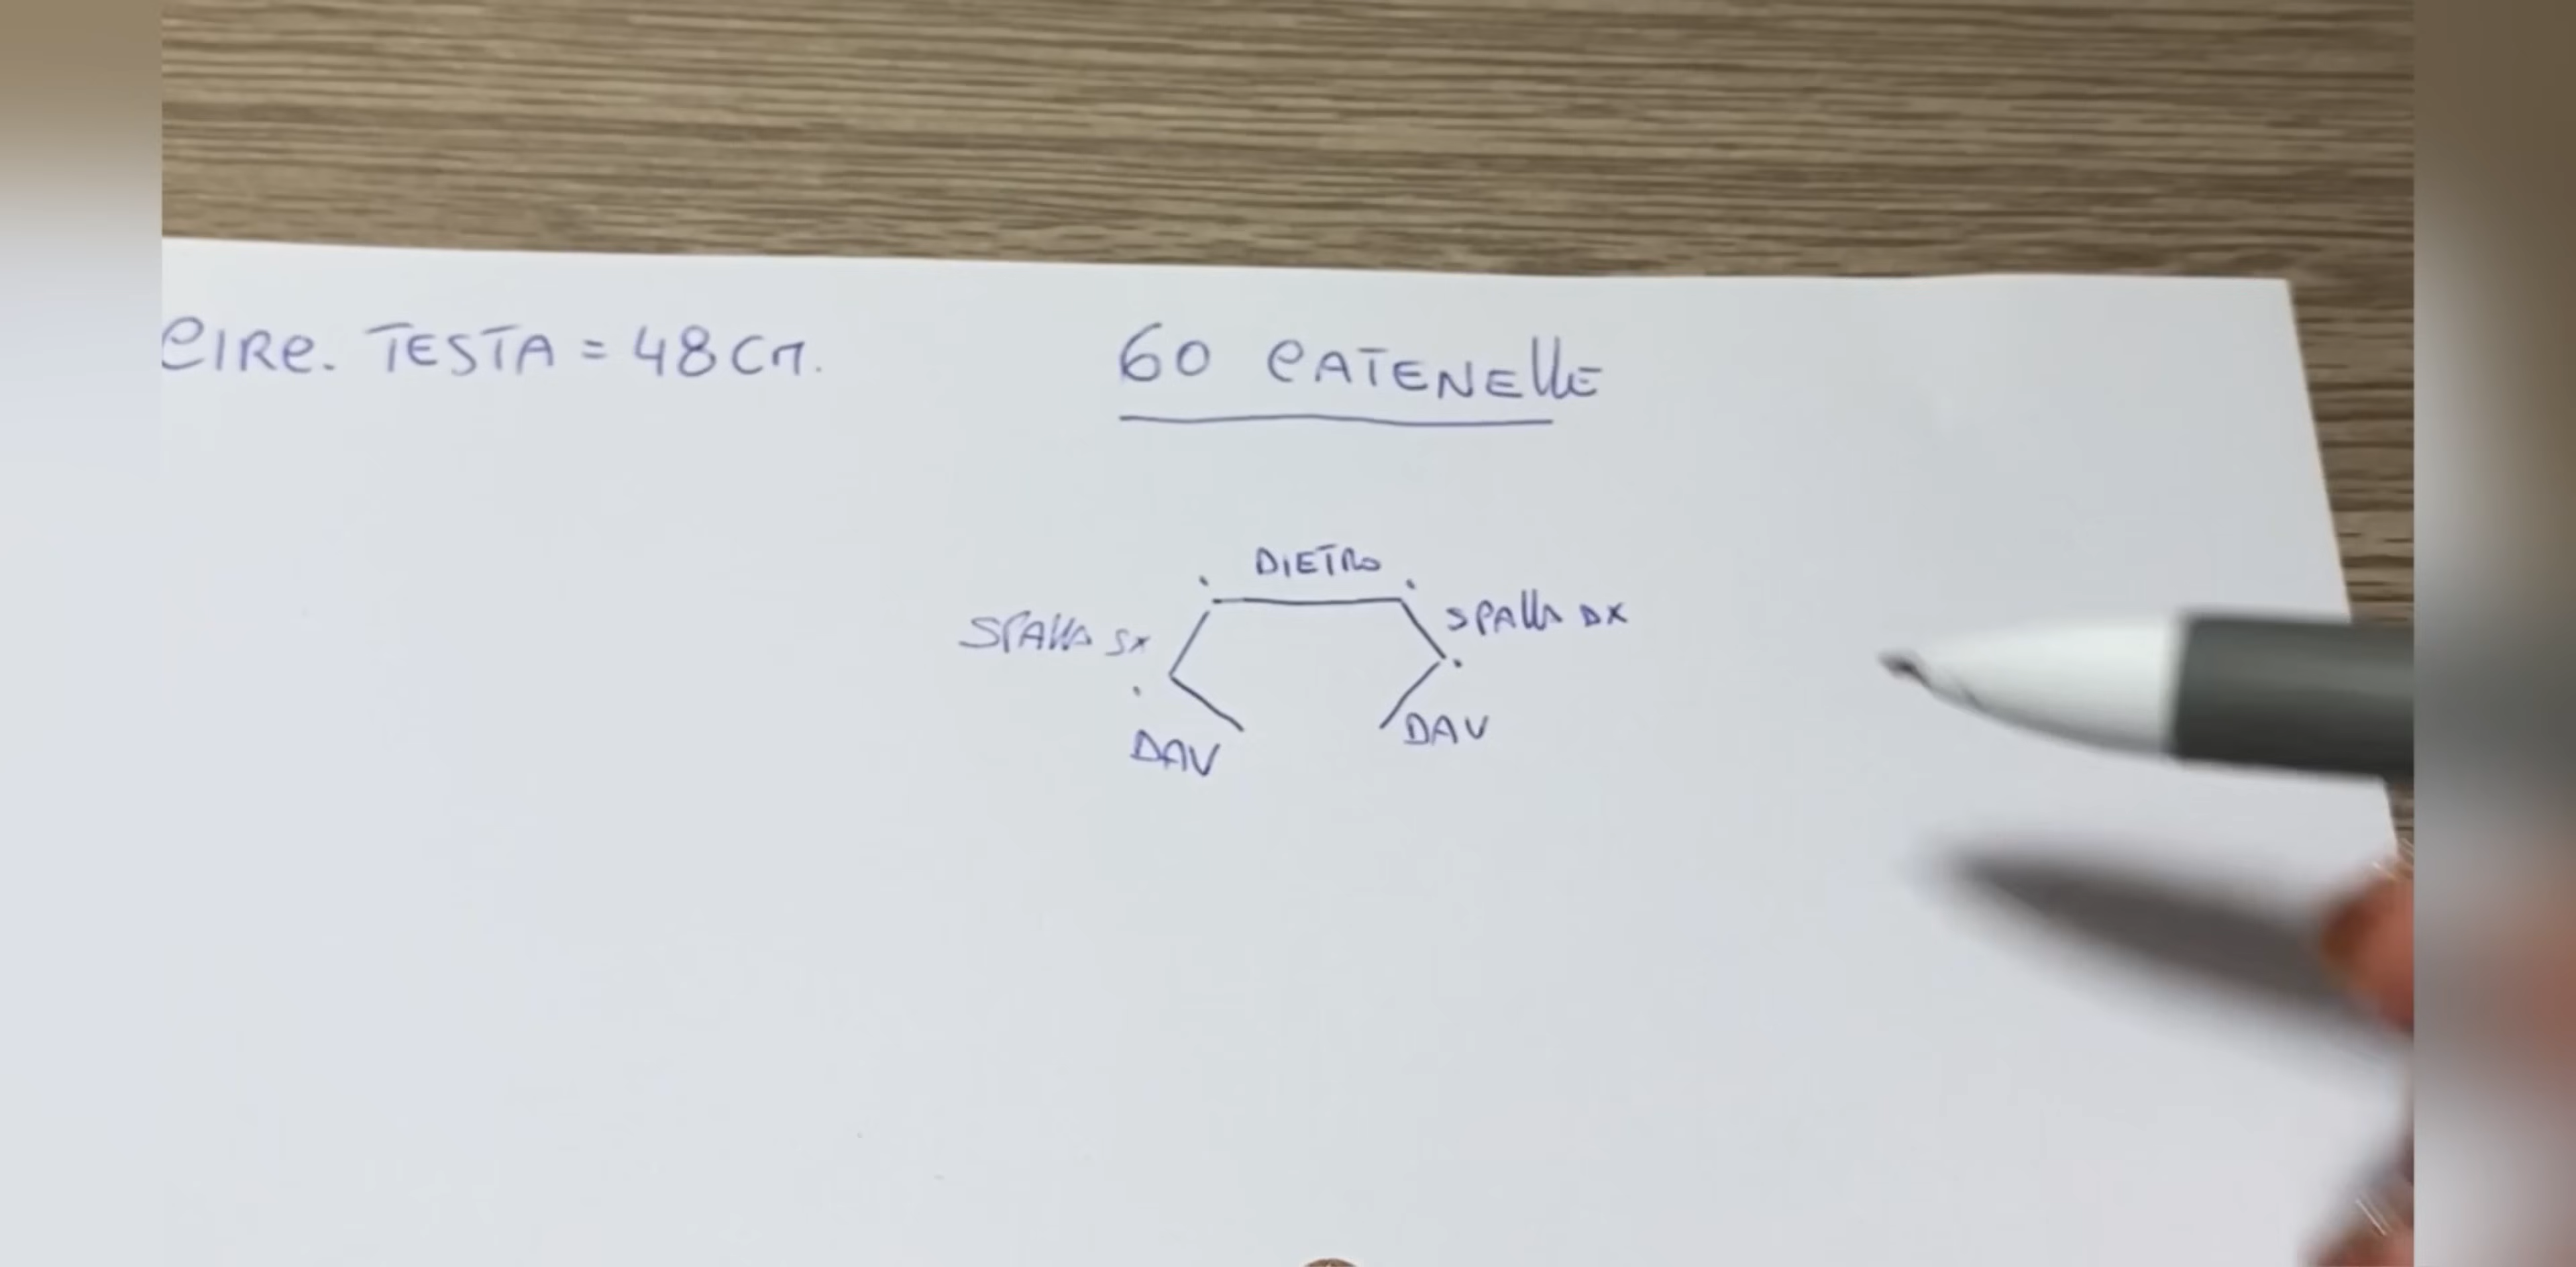 CIRC. TESTA = 48 CM.
60 CATENELLE
DIETRO
SPALLA SX
SPALLA DX
DAV
DAV